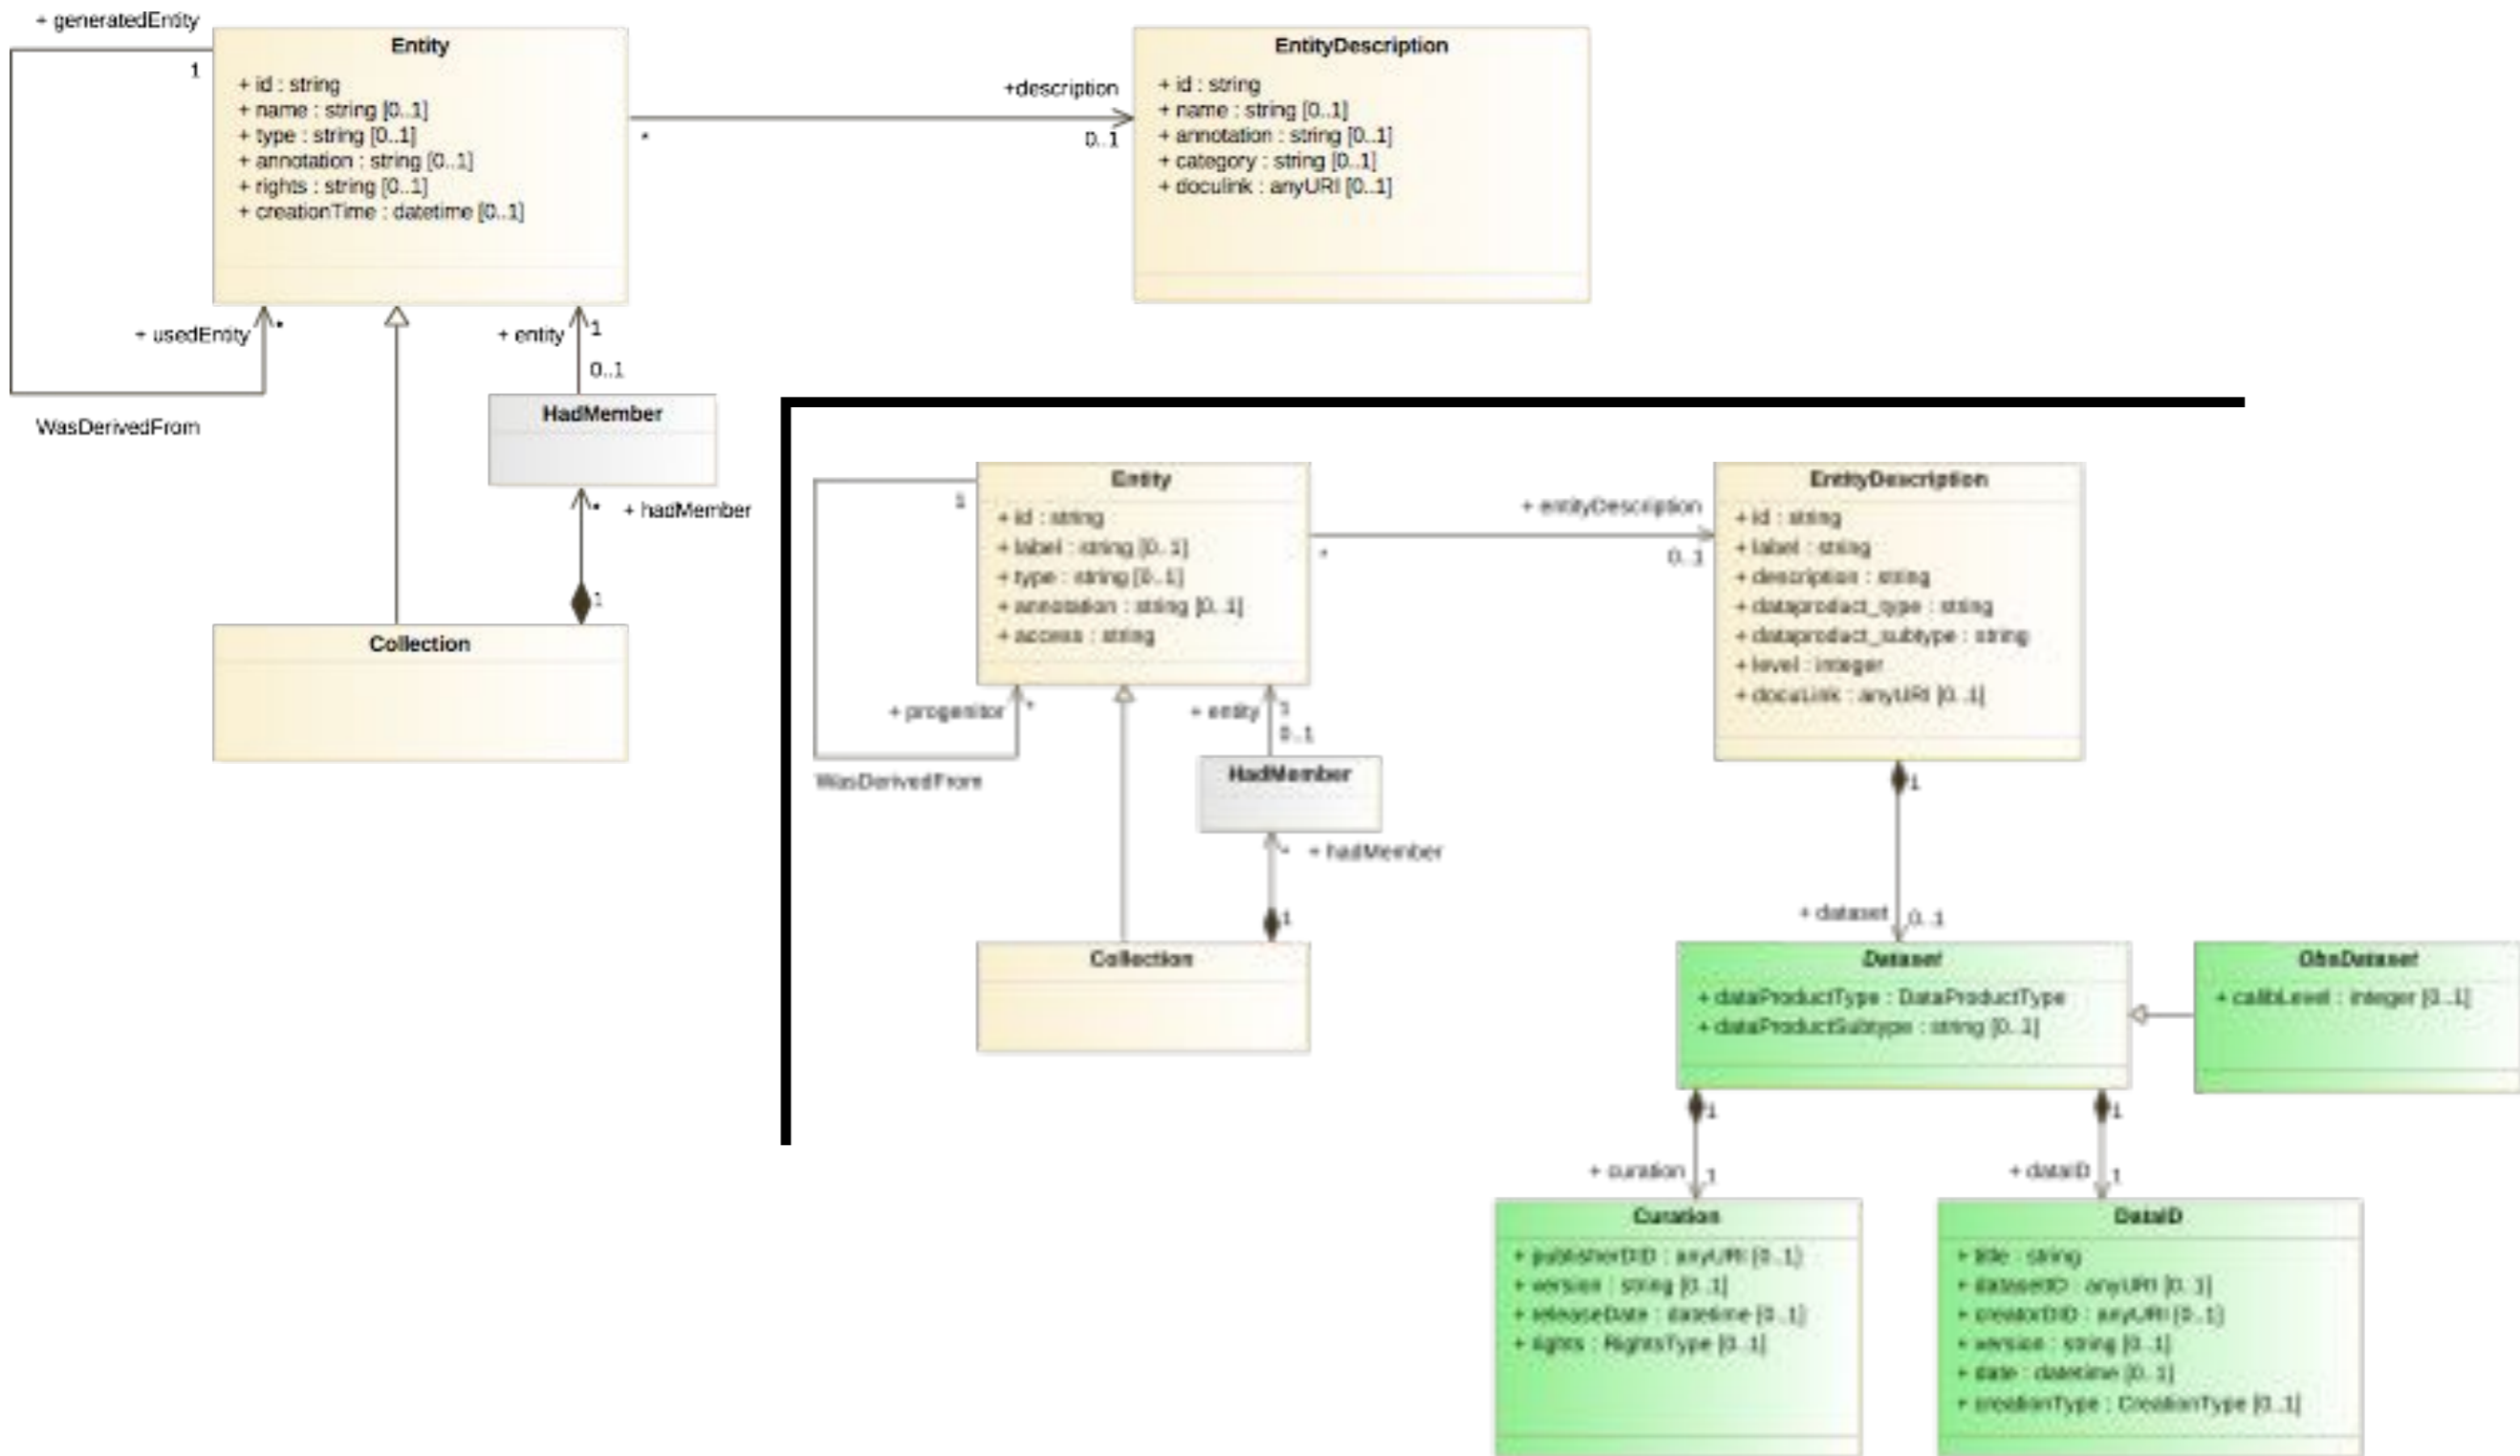 + generatedEntity
1
Entity
+ id : string
+ name : string [0..1]
+ type : string [0..1]
+ annotation : string [0..1]
+ rights : string [0..1]
+ creationTime : datetime [0..1]
*
+description
0..1
EntityDescription
+ id : string
+ name : string [0..1]
+ annotation : string [0..1]
+ category : string [0..1]
+ doculink : anyURI [0..1]
+ usedEntity
*
WasDerivedFrom
+ entity
1
0..1
HadMember
*
+ hadMember
1
Collection
1
Entity
+ id : string
+ label : string [0..1]
+ type : string [0..1]
+ annotation : string [0..1]
+ access : string
*
+ entityDescription
0..1
EntityDescription
+ id : string
+ label : string
+ description : string
+ dataproduct_type : string
+ dataproduct_subtype : string
+ level : integer
+ docuLink : anyURI [0..1]
+ progenitor
*
WasDerivedFrom
+ entity
1
0..1
HadMember
*
+ hadMember
1
Collection
1
+ dataset
0..1
Dataset
+ dataProductType : DataProductType
+ dataProductSubtype : string [0..1]
ObsDataset
+ calibLevel : integer [0..1]
1
+ curation
1
1
+ dataID
1
Curation
+ publisherDID : anyURI [0..1]
+ version : string [0..1]
+ releaseDate : datetime [0..1]
+ rights : RightsType [0..1]
DataID
+ title : string
+ datasetID : anyURI [0..1]
+ creatorDID : anyURI [0..1]
+ version : string [0..1]
+ date : datetime [0..1]
+ creationType : CreationType [0..1]